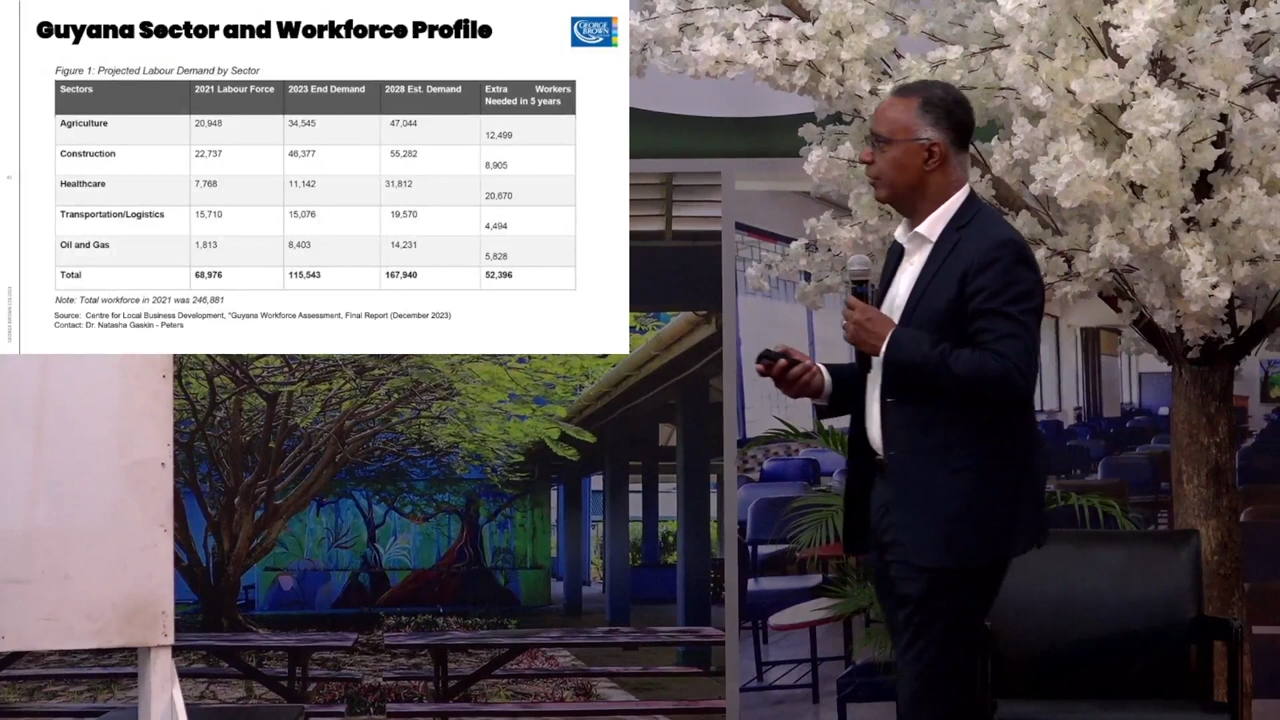 Guyana Sector and Workforce Profile
GEORGE
BROWN
Figure 1: Projected Labour Demand by Sector
Sectors 2021 Labour Force 2023 End Demand 2028 Est. Demand Extra Workers
Needed in 5 years
Agriculture 20,948 34,545 47,044 12,499
Construction 22,737 46,377 55,282 8,905
Healthcare 7,768 11,142 31,812 20,670
Transportation/Logistics 15,710 15,076 19,570 4,494
Oil and Gas 1,813 8,403 14,231 5,828
Total 68,976 115,543 167,940 52,396
Note: Total workforce in 2021 was 246,881
Source: Centre for Local Business Development, "Guyana Workforce Assessment, Final Report (December 2023)
Contact: Dr. Natasha Gaskin - Peters